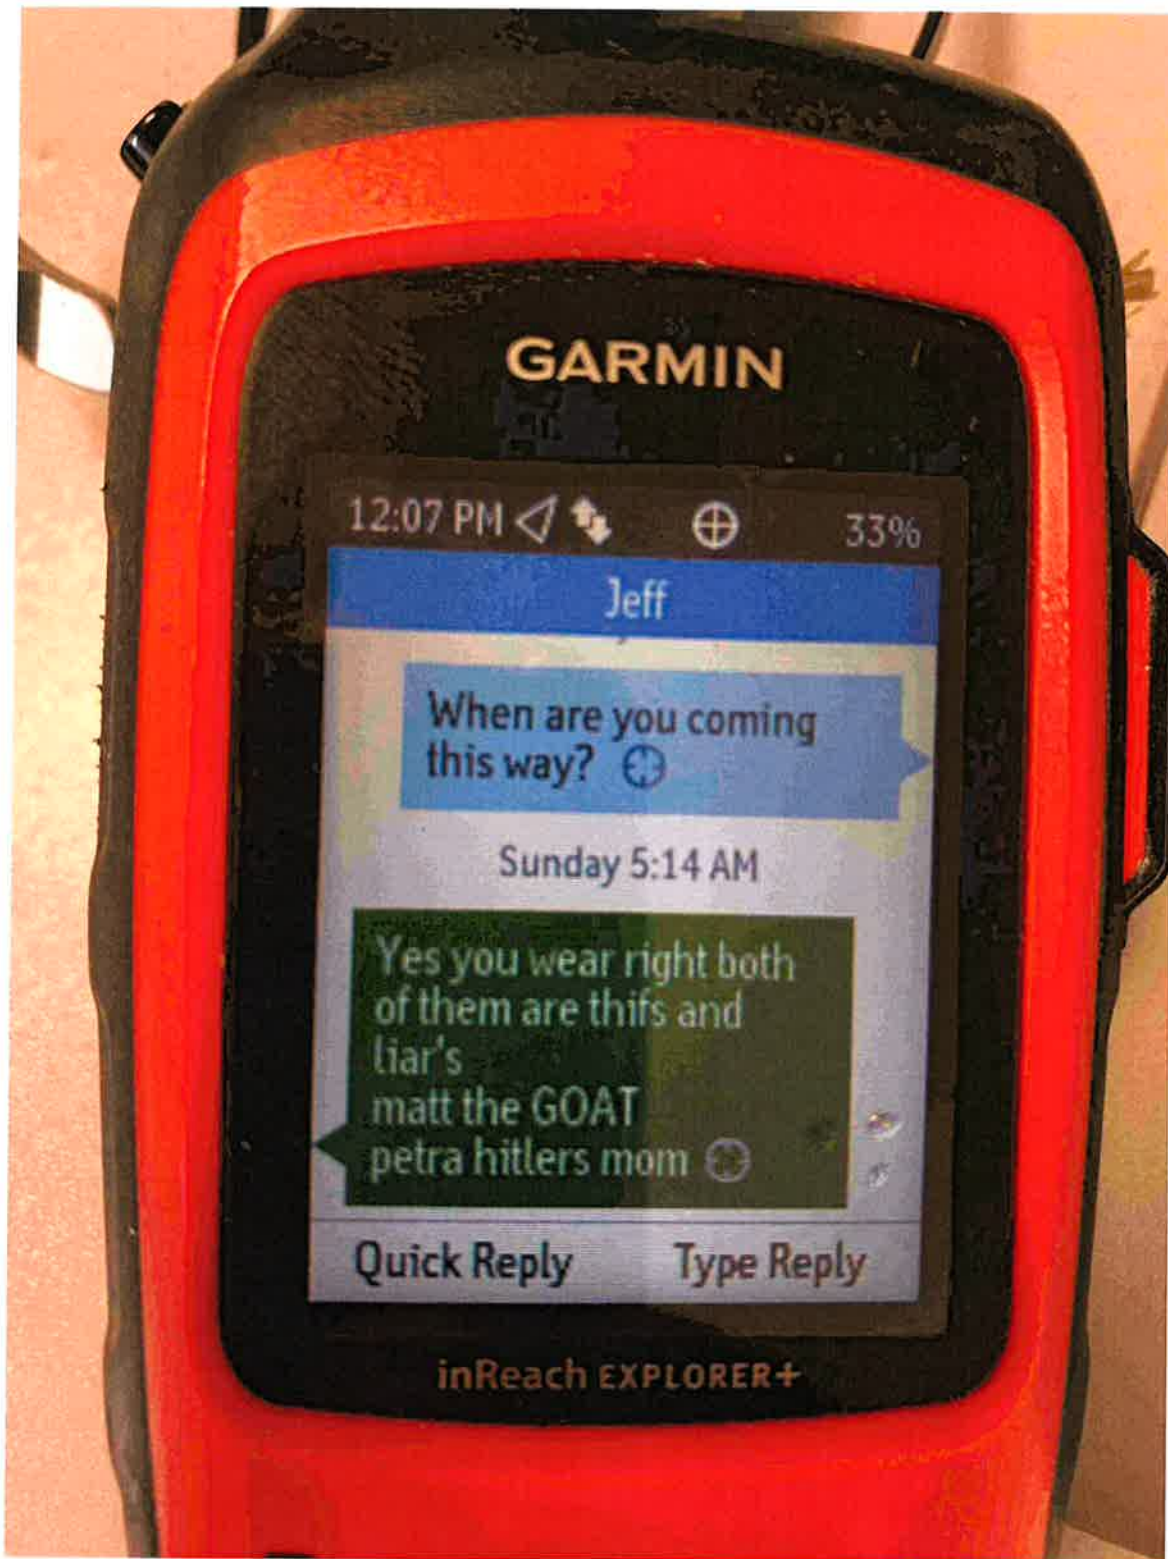 GARMIN
12:07 PM 33%
Jeff
When are you coming
this way?
Sunday 5:14 AM
Yes you wear right both
of them are thifs and
liar's
matt the GOAT
petra hitlers mom
Quick Reply Type Reply
inReach EXPLORER+